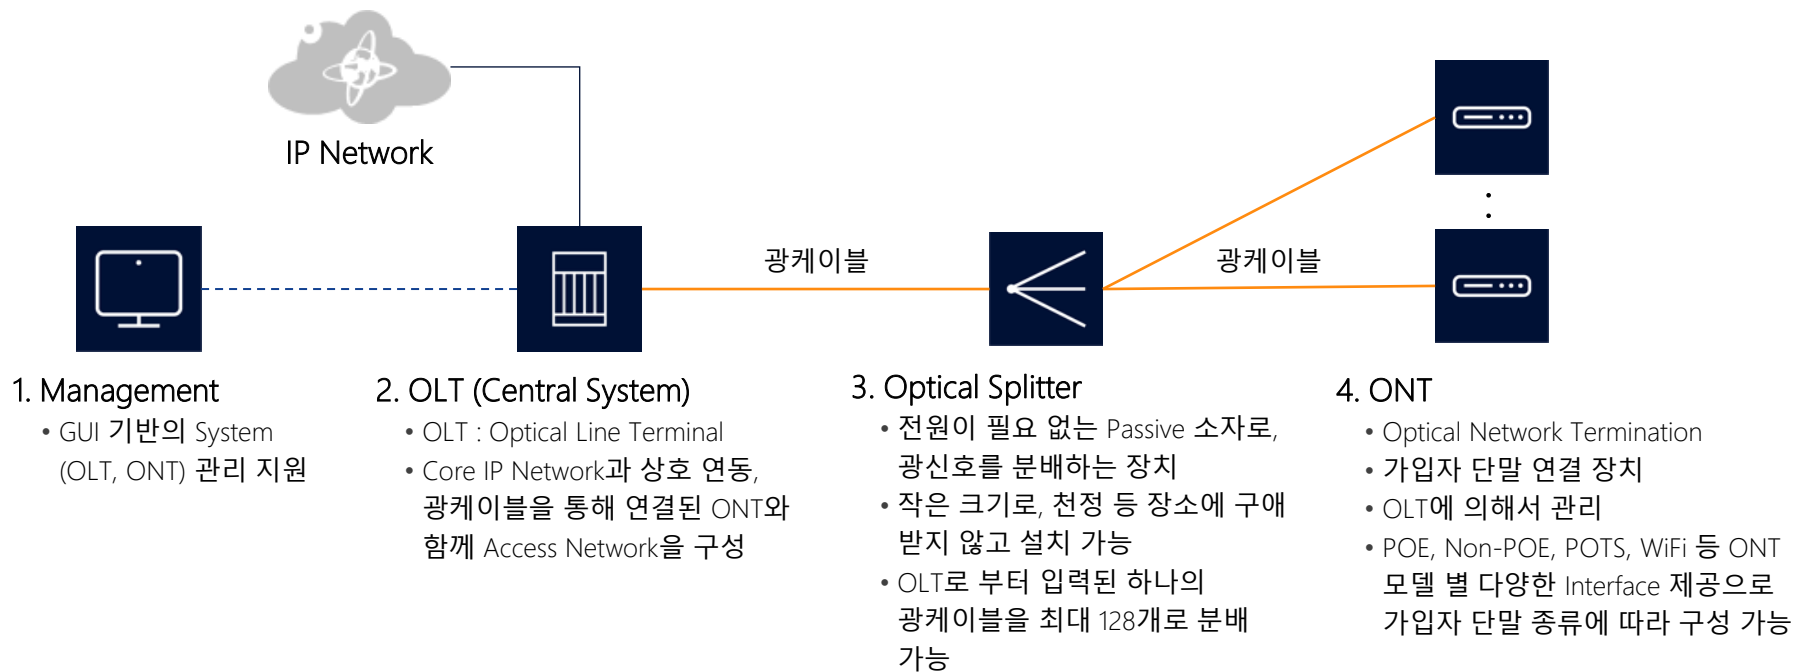 IP Network
광케이블
광케이블
:
1. Management
• GUI 기반의 System
(OLT, ONT) 관리 지원
2. OLT (Central System)
• OLT : Optical Line Terminal
• Core IP Network과 상호 연동,
광케이블을 통해 연결된 ONT와
함께 Access Network을 구성
3. Optical Splitter
• 전원이 필요 없는 Passive 소자로,
광신호를 분배하는 장치
• 작은 크기로, 천정 등 장소에 구애
받지 않고 설치 가능
• OLT로 부터 입력된 하나의
광케이블을 최대 128개로 분배
가능
4. ONT
• Optical Network Termination
• 가입자 단말 연결 장치
• OLT에 의해서 관리
• POE, Non-POE, POTS, WiFi 등 ONT
모델 별 다양한 Interface 제공으로
가입자 단말 종류에 따라 구성 가능